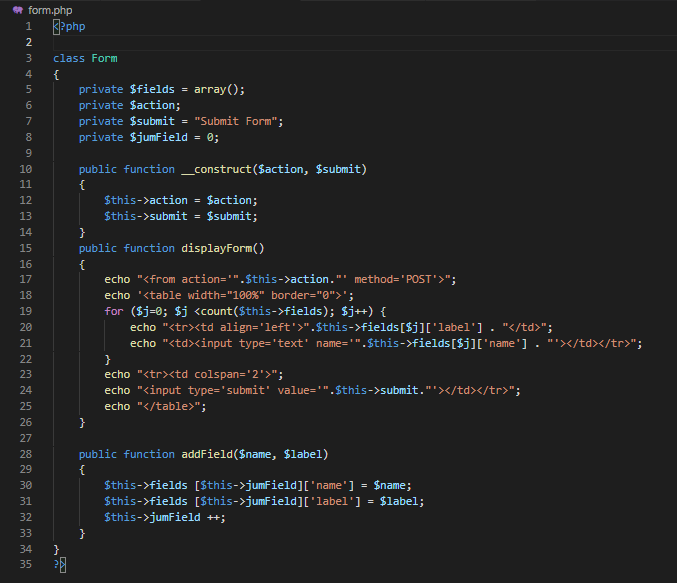 form.php
1 <?php
2
3 class Form
4 {
5 private $fields = array();
6 private $action;
7 private $submit = "Submit Form";
8 private $jumField = 0;
9
10 public function __construct($action, $submit)
11 {
12 $this->action = $action;
13 $this->submit = $submit;
14 }
15 public function displayForm()
16 {
17 echo "<from action='".$this->action."' method='POST'>";
18 echo '<table width="100%" border="0">';
19 for ($j=0; $j <count($this->fields); $j++) {
20 echo "<tr><td align='left'>".$this->fields[$j]['label'] . "</td>";
21 echo "<td><input type='text' name='".$this->fields[$j]['name'] . "'></td></tr>";
22 }
23 echo "<tr><td colspan='2'>";
24 echo "<input type='submit' value='".$this->submit."'></td></tr>";
25 echo "</table>";
26 }
27
28 public function addField($name, $label)
29 {
30 $this->fields [$this->jumField]['name'] = $name;
31 $this->fields [$this->jumField]['label'] = $label;
32 $this->jumField ++;
33 }
34 }
35 ?>